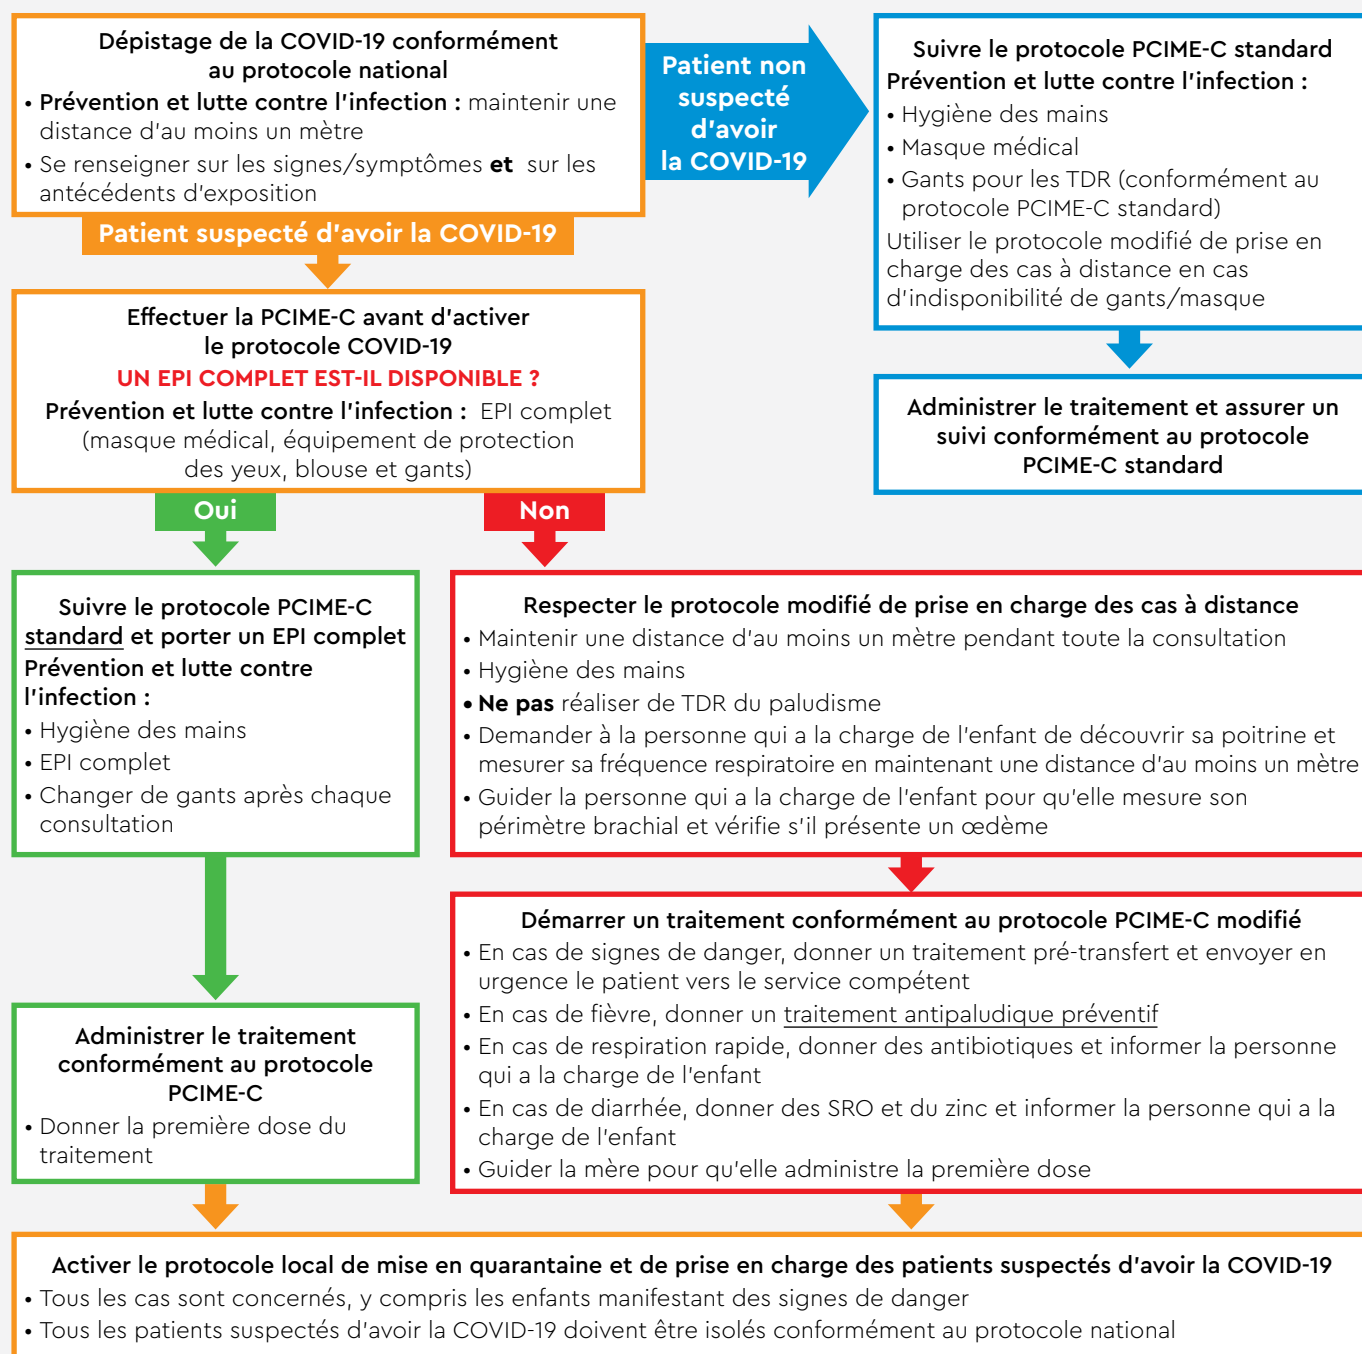 Dépistage de la COVID-19 conformément
au protocole national
• Prévention et lutte contre l'infection : maintenir une
distance d'au moins un mètre
• Se renseigner sur les signes/symptômes et sur les
antécédents d'exposition
Patient non
suspecté
d'avoir
la COVID-19
Suivre le protocole PCIME-C standard
Prévention et lutte contre l'infection :
• Hygiène des mains
• Masque médical
• Gants pour les TDR (conformément au
protocole PCIME-C standard)
Utiliser le protocole modifié de prise en
charge des cas à distance en cas
d'indisponibilité de gants/masque
Patient suspecté d'avoir la COVID-19
Effectuer la PCIME-C avant d'activer
le protocole COVID-19
UN EPI COMPLET EST-IL DISPONIBLE ?
Prévention et lutte contre l'infection : EPI complet
(masque médical, équipement de protection
des yeux, blouse et gants)
Administrer le traitement et assurer un
suivi conformément au protocole
PCIME-C standard
Oui
Non
Suivre le protocole PCIME-C
standard et porter un EPI complet
Prévention et lutte contre
l'infection :
• Hygiène des mains
• EPI complet
• Changer de gants après chaque
consultation
Respecter le protocole modifié de prise en charge des cas à distance
• Maintenir une distance d'au moins un mètre pendant toute la consultation
• Hygiène des mains
• Ne pas réaliser de TDR du paludisme
• Demander à la personne qui a la charge de l'enfant de découvrir sa poitrine et
mesurer sa fréquence respiratoire en maintenant une distance d'au moins un mètre
• Guider la personne qui a la charge de l'enfant pour qu'elle mesure son
périmètre brachial et vérifie s'il présente un œdème
Démarrer un traitement conformément au protocole PCIME-C modifié
• En cas de signes de danger, donner un traitement pré-transfert et envoyer en
urgence le patient vers le service compétent
• En cas de fièvre, donner un traitement antipaludique préventif
• En cas de respiration rapide, donner des antibiotiques et informer la personne
qui a la charge de l'enfant
• En cas de diarrhée, donner des SRO et du zinc et informer la personne qui a la
charge de l'enfant
• Guider la mère pour qu'elle administre la première dose
Administrer le traitement
conformément au protocole
PCIME-C
• Donner la première dose du
traitement
Activer le protocole local de mise en quarantaine et de prise en charge des patients suspectés d'avoir la COVID-19
• Tous les cas sont concernés, y compris les enfants manifestant des signes de danger
• Tous les patients suspectés d'avoir la COVID-19 doivent être isolés conformément au protocole national